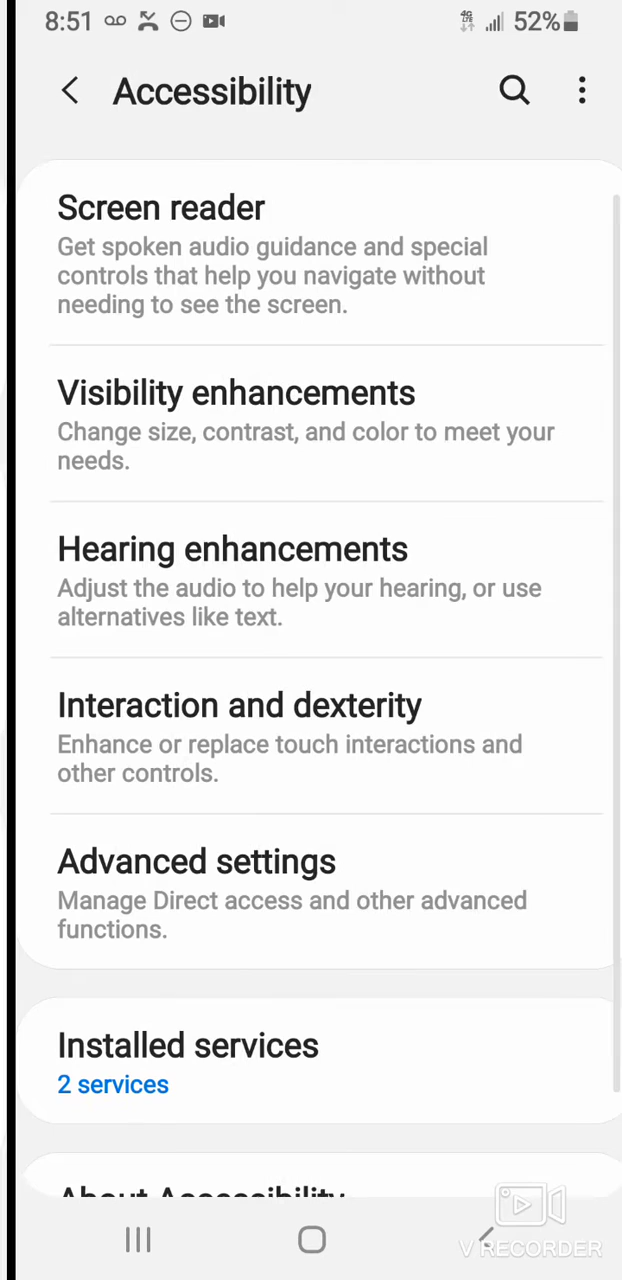 8:51
4G
LTE
52%
Accessibility
Screen reader
Get spoken audio guidance and special
controls that help you navigate without
needing to see the screen.
Visibility enhancements
Change size, contrast, and color to meet your
needs.
Hearing enhancements
Adjust the audio to help your hearing, or use
alternatives like text.
Interaction and dexterity
Enhance or replace touch interactions and
other controls.
Advanced settings
Manage Direct access and other advanced
functions.
Installed services
2 services
About Accessibility
V RECORDER